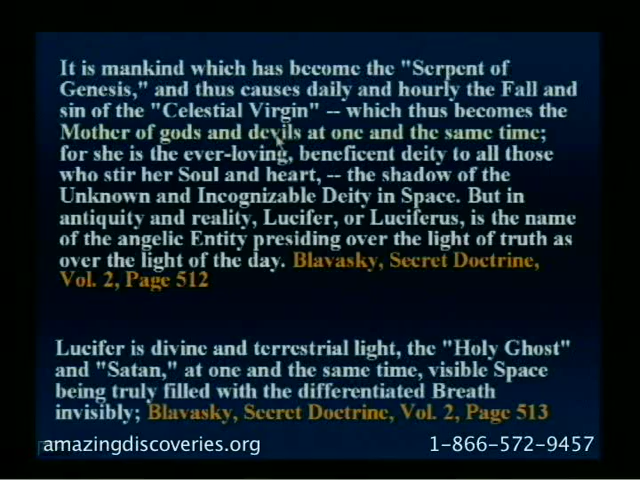 It is mankind which has become the "Serpent of
Genesis," and thus causes daily and hourly the Fall and
sin of the "Celestial Virgin" -- which thus becomes the
Mother of gods and devils at one and the same time;
for she is the ever-loving, beneficent deity to all those
who stir her Soul and heart, -- the shadow of the
Unknown and Incognizable Deity in Space. But in
antiquity and reality, Lucifer, or Luciferus, is the name
of the angelic Entity presiding over the light of truth as
over the light of the day. Blavasky, Secret Doctrine,
Vol. 2, Page 512
Lucifer is divine and terrestrial light, the "Holy Ghost"
and "Satan," at one and the same time, visible Space
being truly filled with the differentiated Breath
invisibly; Blavasky, Secret Doctrine, Vol. 2, Page 513
amazingdiscoveries.org 1-866-572-9457